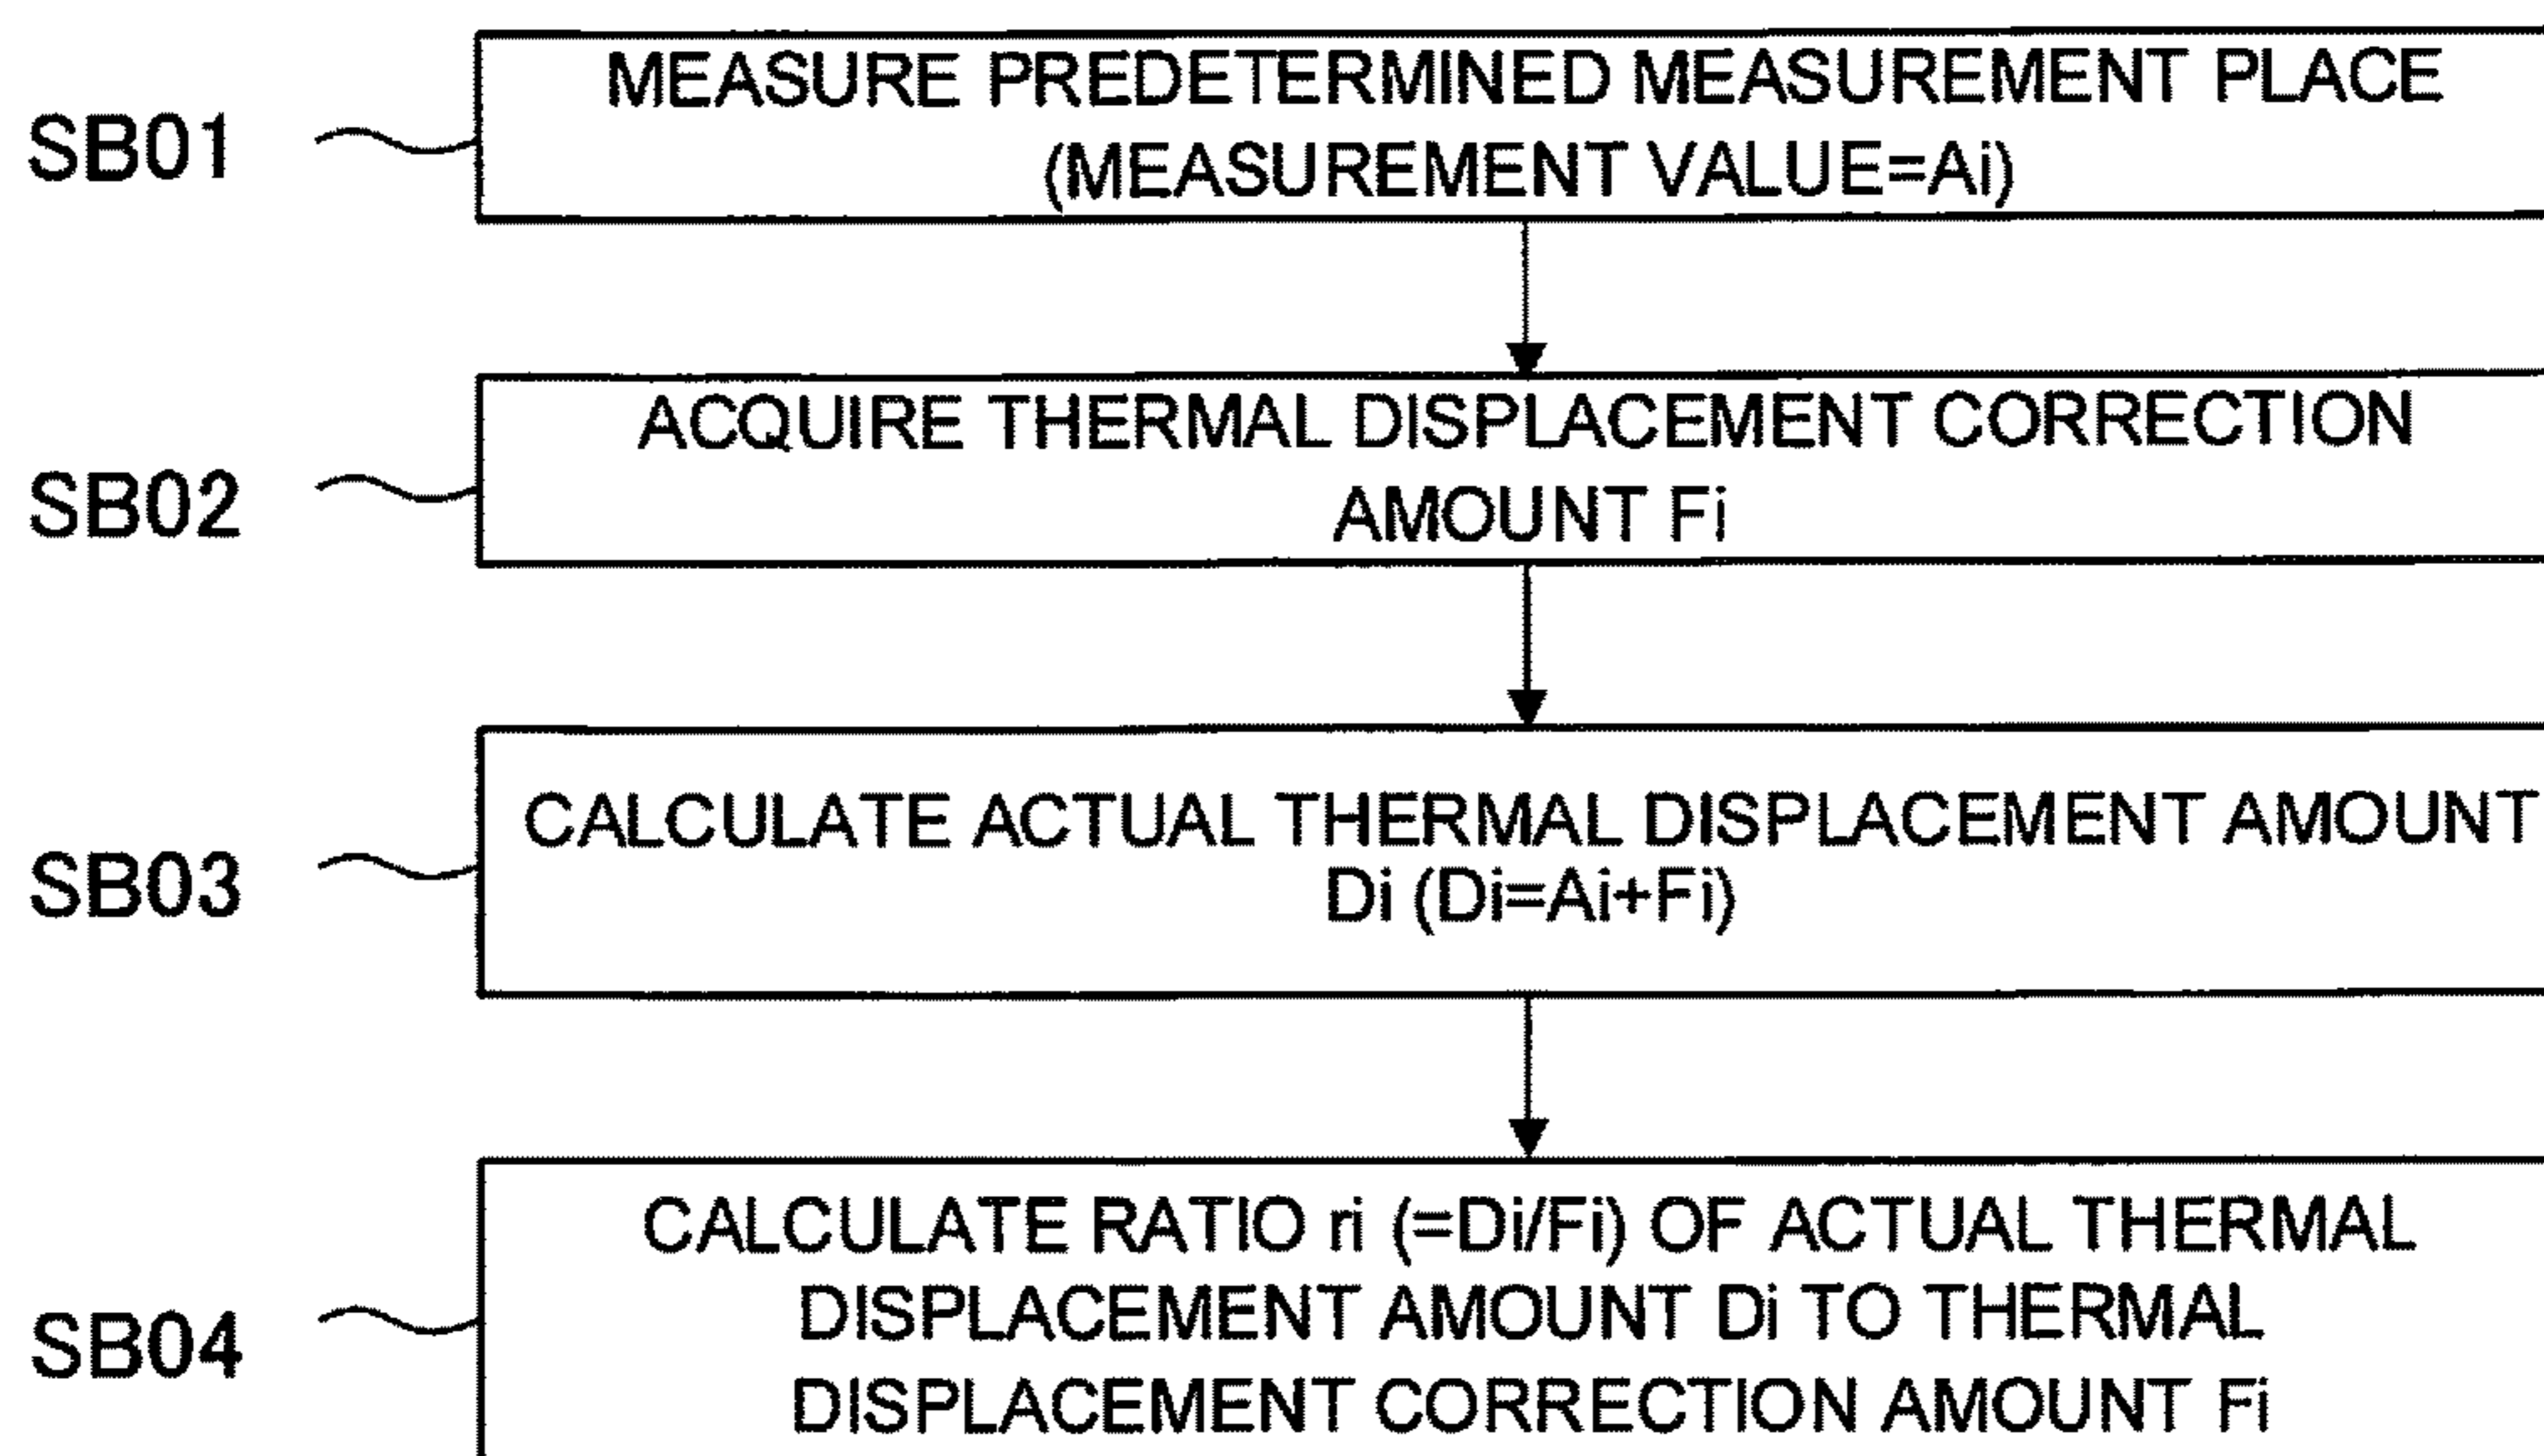 SB01
MEASURE PREDETERMINED MEASUREMENT PLACE
(MEASUREMENT VALUE=Ai)
SB02
ACQUIRE THERMAL DISPLACEMENT CORRECTION
AMOUNT Fi
SB03
CALCULATE ACTUAL THERMAL DISPLACEMENT AMOUNT
Di (Di=Ai+Fi)
SB04
CALCULATE RATIO ri (=Di/Fi) OF ACTUAL THERMAL
DISPLACEMENT AMOUNT Di TO THERMAL
DISPLACEMENT CORRECTION AMOUNT Fi